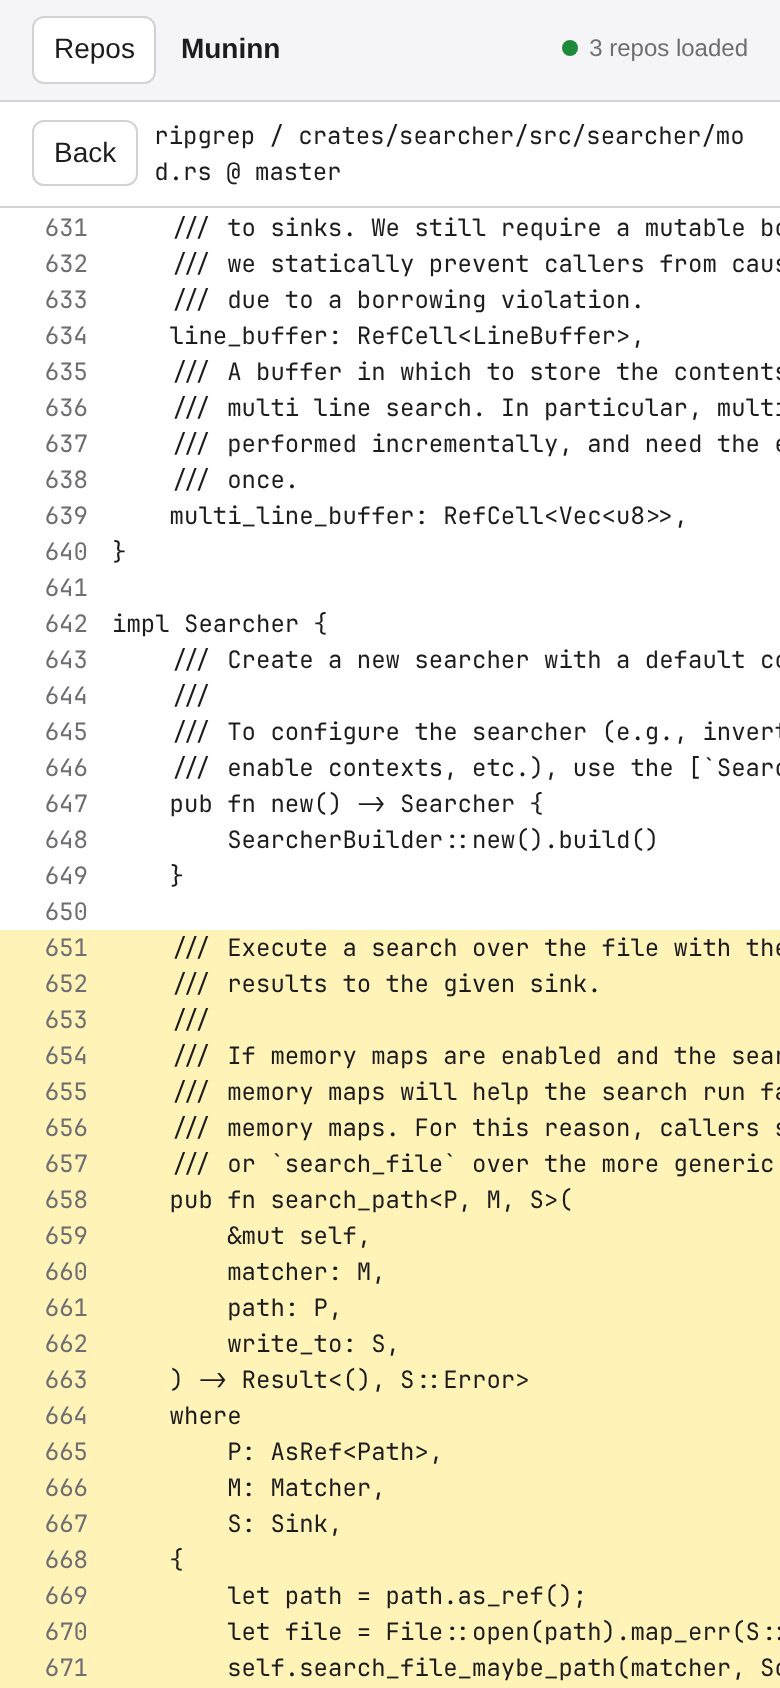 Repos Muninn 3 repos loaded
Back ripgrep / crates/searcher/src/searcher/mo
d.rs @ master
631 /// to sinks. We still require a mutable
632 /// we statically prevent callers from
633 /// due to a borrowing violation.
634 line_buffer: RefCell<LineBuffer>,
635 /// A buffer in which to store the contents
636 /// multi line search. In particular,
637 /// performed incrementally, and need the
638 /// once.
639 multi_line_buffer: RefCell<Vec<u8>>,
640 }
641
642 impl Searcher {
643 /// Create a new searcher with a default
644 ///
645 /// To configure the searcher (e.g., invert
646 /// enable contexts, etc.), use the [`Searc
647 pub fn new() -> Searcher {
648 SearcherBuilder::new().build()
649 }
650
651 /// Execute a search over the file with the
652 /// results to the given sink.
653 ///
654 /// If memory maps are enabled and the
655 /// memory maps will help the search run
656 /// memory maps. For this reason, callers
657 /// or `search_file` over the more generic
658 pub fn search_path<P, M, S>(
659 &mut self,
660 matcher: M,
661 path: P,
662 write_to: S,
663 ) -> Result<(), S::Error>
664 where
665 P: AsRef<Path>,
666 M: Matcher,
667 S: Sink,
668 {
669 let path = path.as_ref();
670 let file = File::open(path).map_err(S::
671 self.search_file_maybe_path(matcher,